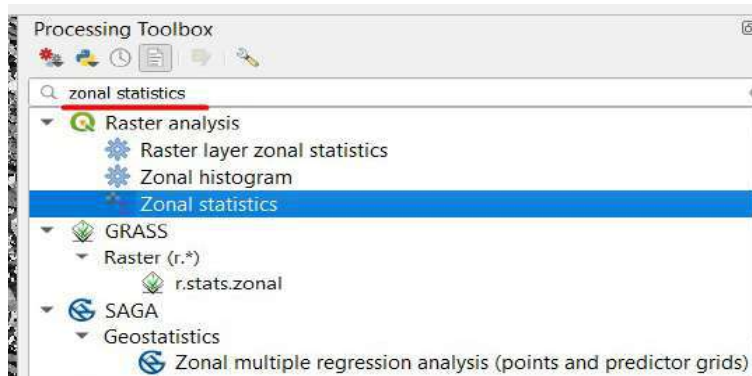 Processing Toolbox
zonal statistics
Raster analysis
Raster layer zonal statistics
Zonal histogram
Zonal statistics
GRASS
Raster (r.*)
r.stats.zonal
SAGA
Geostatistics
Zonal multiple regression analysis (points and predictor grids)